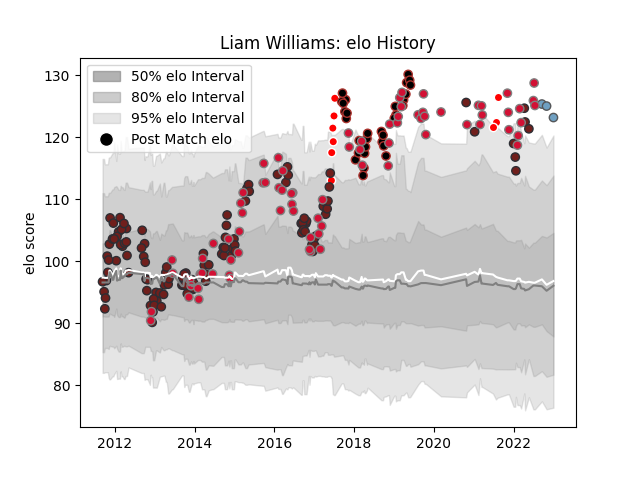 Liam Williams: elo History
50% elo Interval
80% elo Interval
95% elo Interval
Post Match elo
elo score
130
120
110
100
90
80
2012
2014
2016
2018
2020
2022